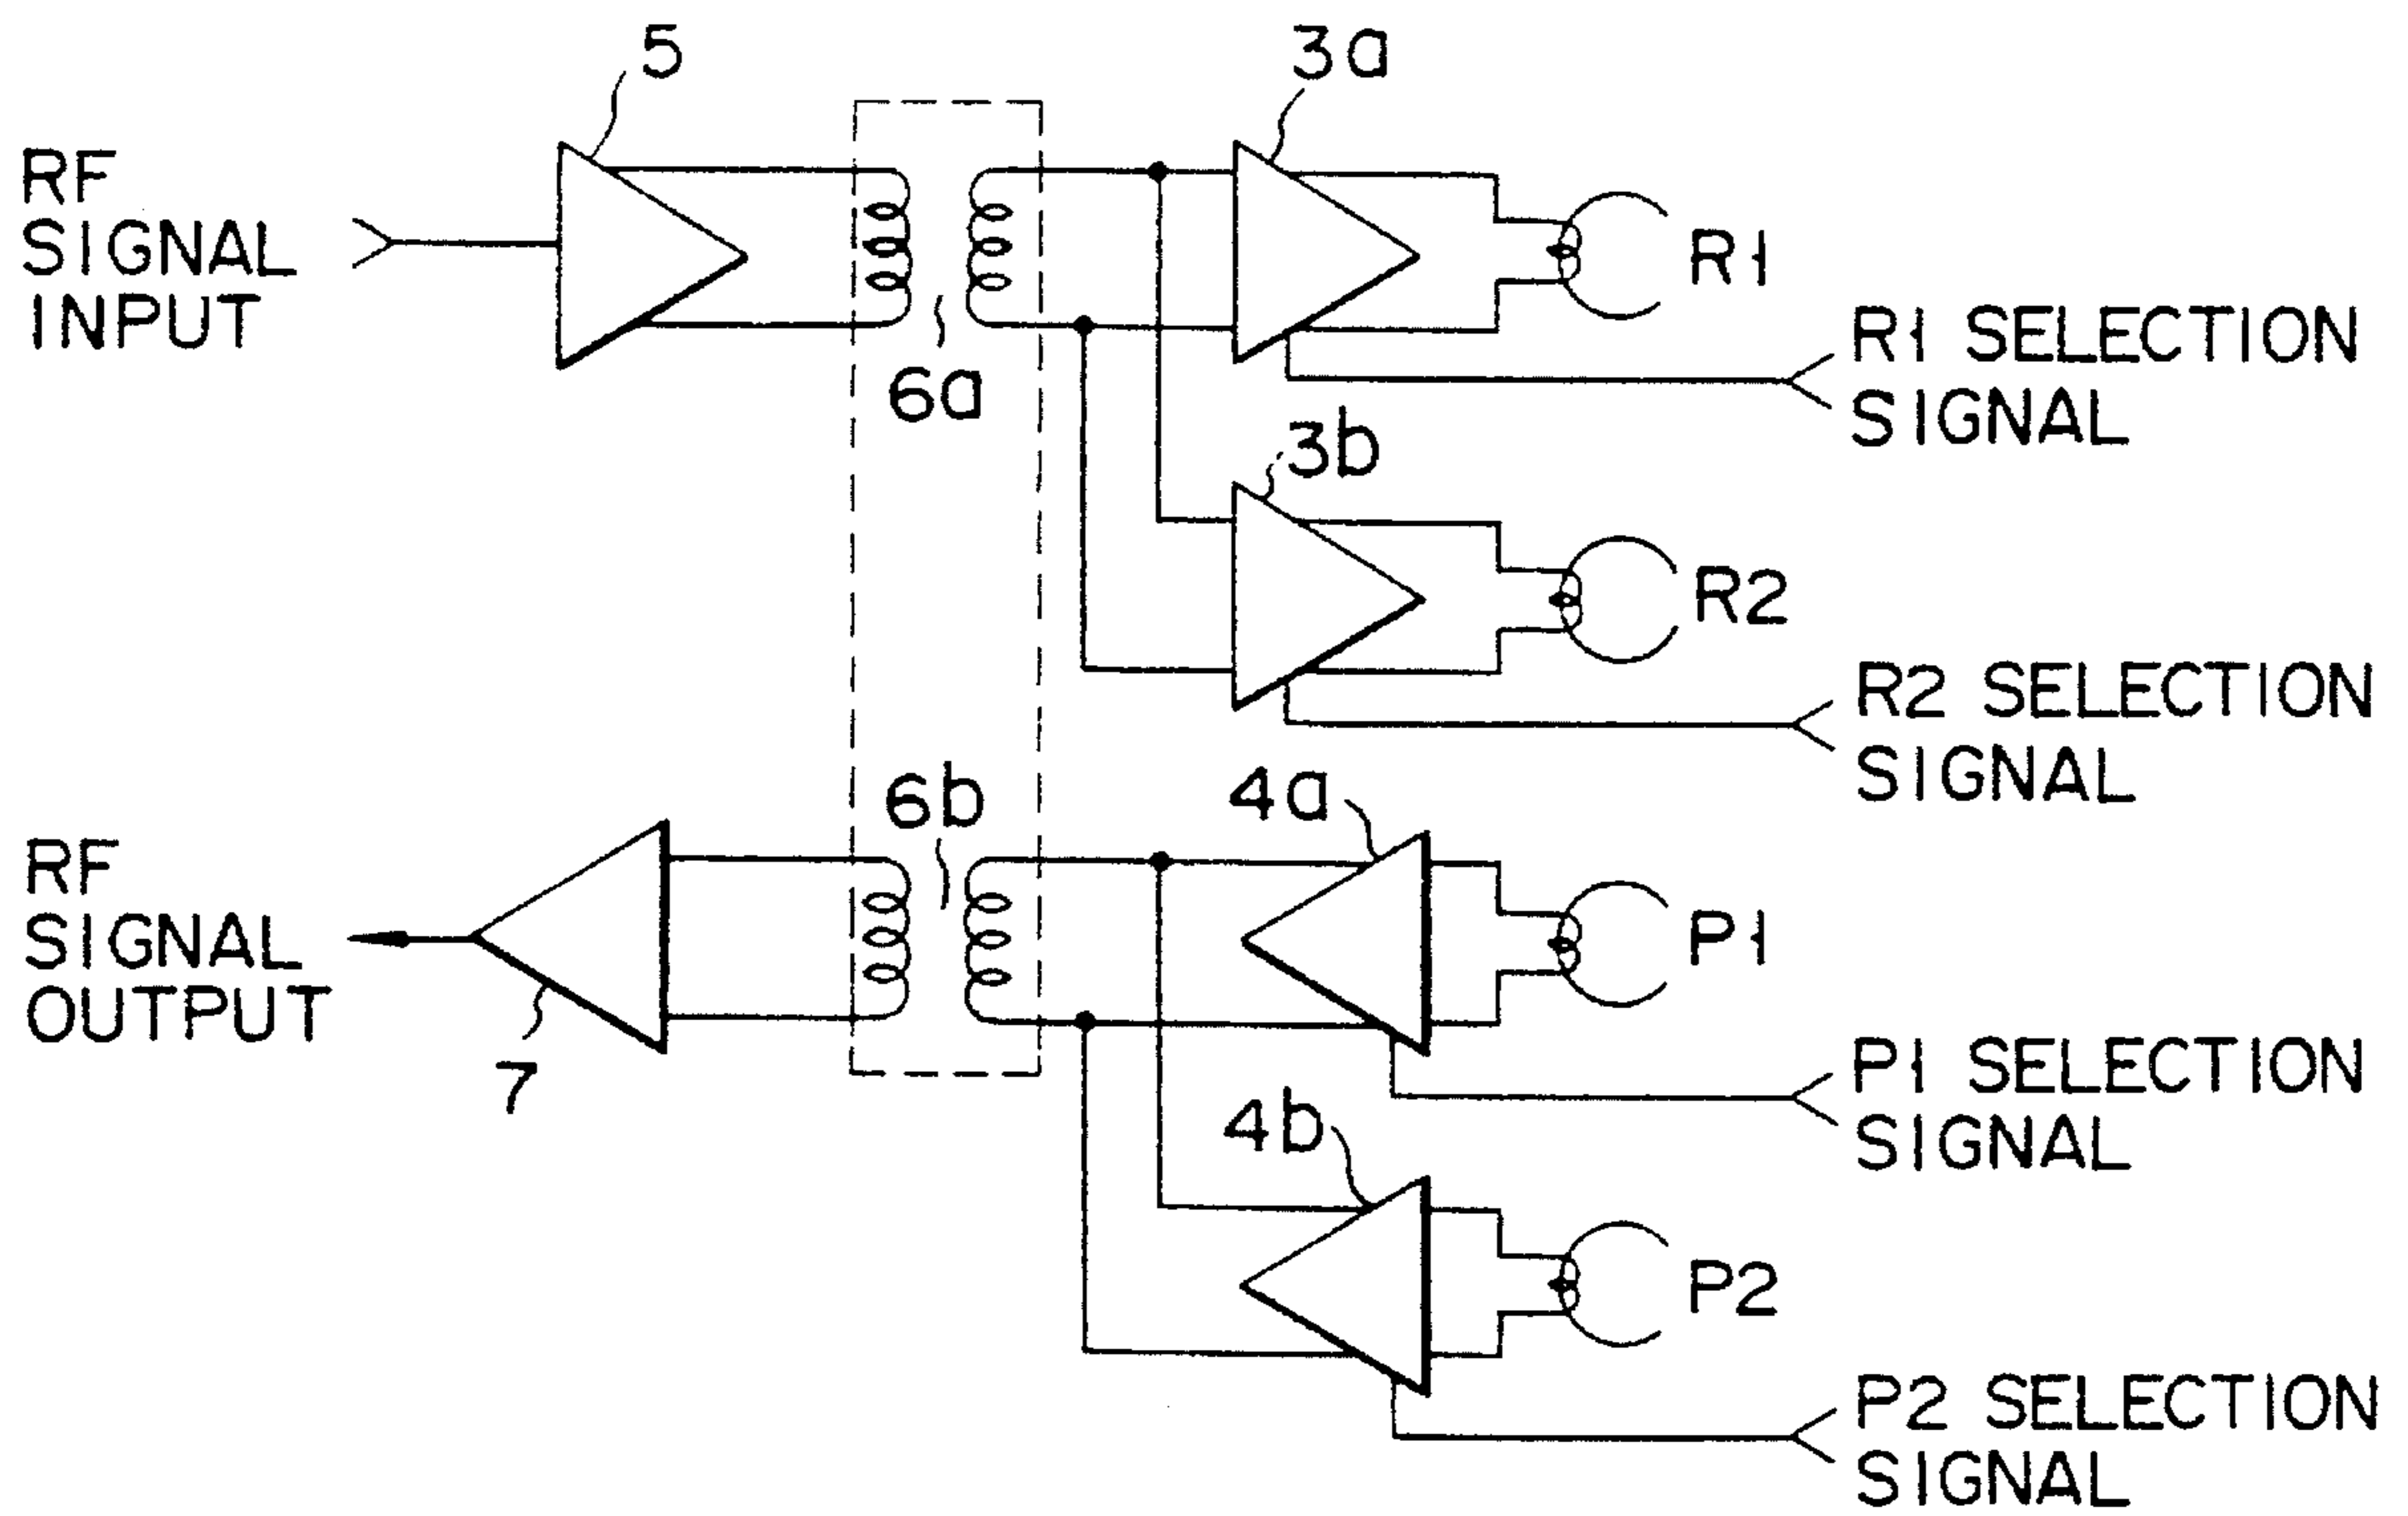 5
3a
RF
SIGNAL
INPUT
R1
6a
R1 SELECTION
SIGNAL
3b
R2
R2 SELECTION
SIGNAL
6b
4a
RF
SIGNAL
OUTPUT
P1
7
P1 SELECTION
SIGNAL
4b
P2
P2 SELECTION
SIGNAL